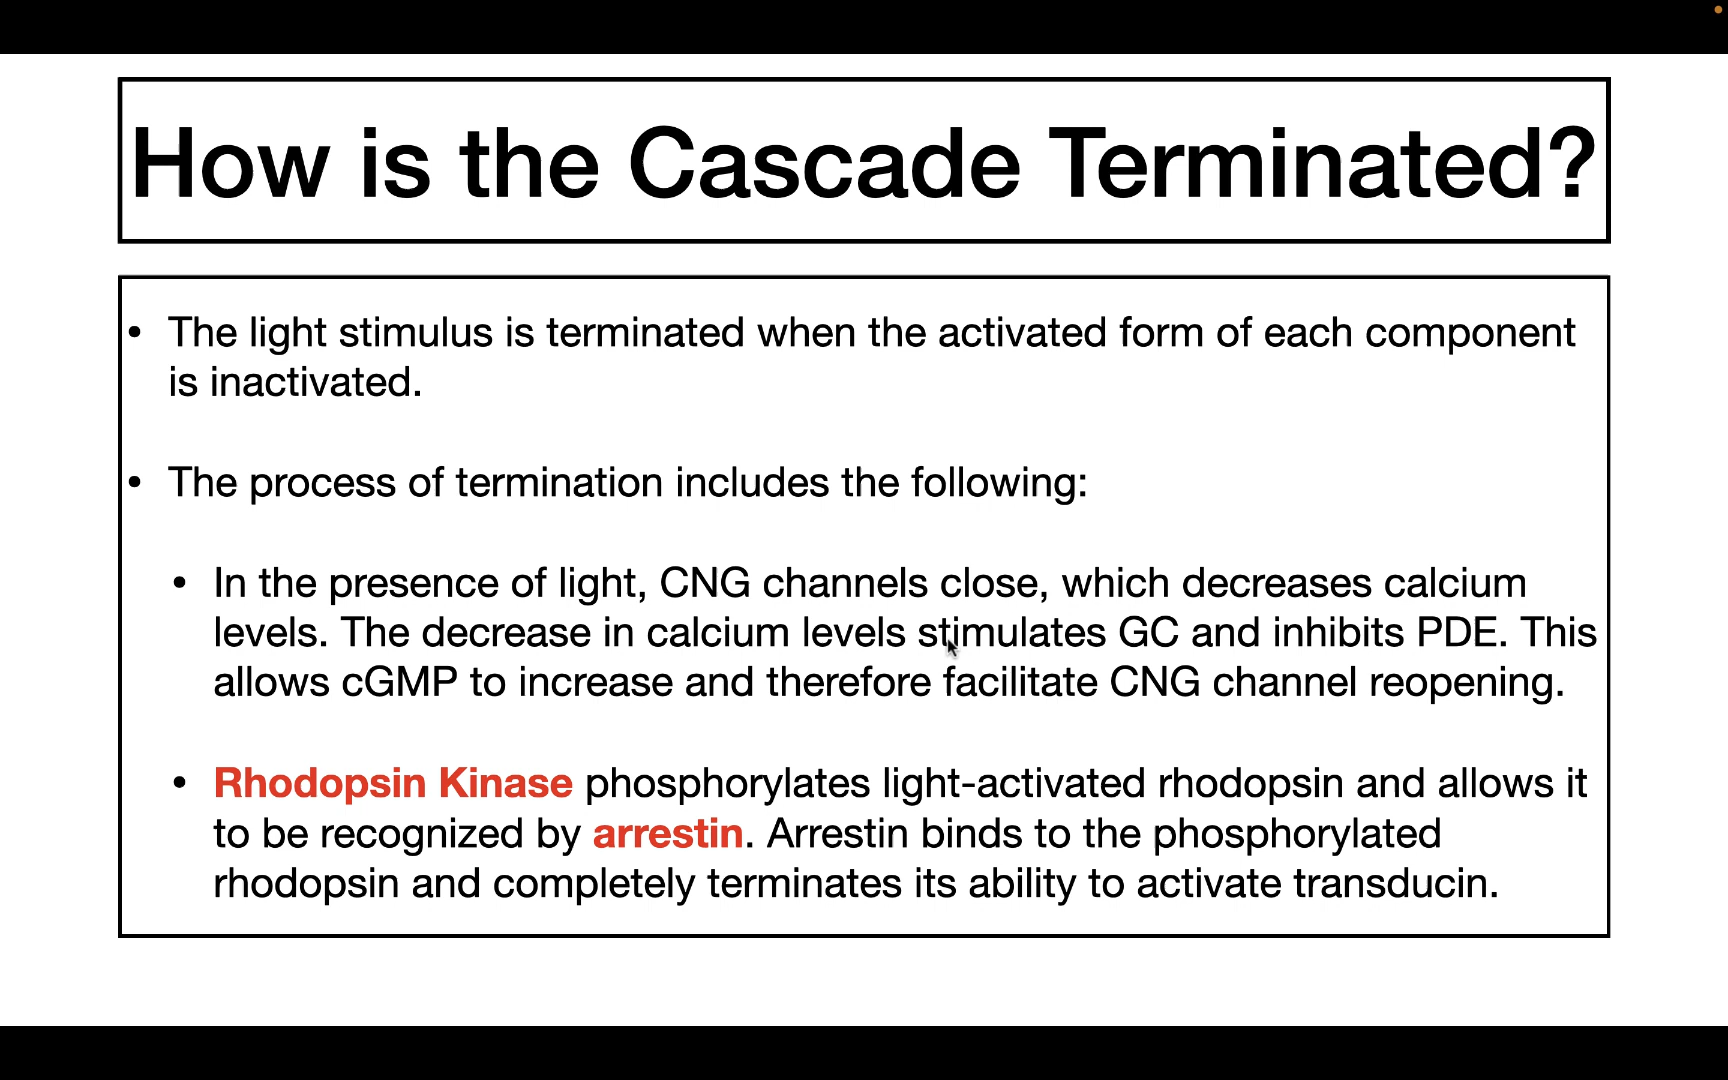 How is the Cascade Terminated?
• The light stimulus is terminated when the activated form of each component
is inactivated.
• The process of termination includes the following:
• In the presence of light, CNG channels close, which decreases calcium
levels. The decrease in calcium levels stimulates GC and inhibits PDE. This
allows cGMP to increase and therefore facilitate CNG channel reopening.
• Rhodopsin Kinase phosphorylates light-activated rhodopsin and allows it
to be recognized by arrestin. Arrestin binds to the phosphorylated
rhodopsin and completely terminates its ability to activate transducin.